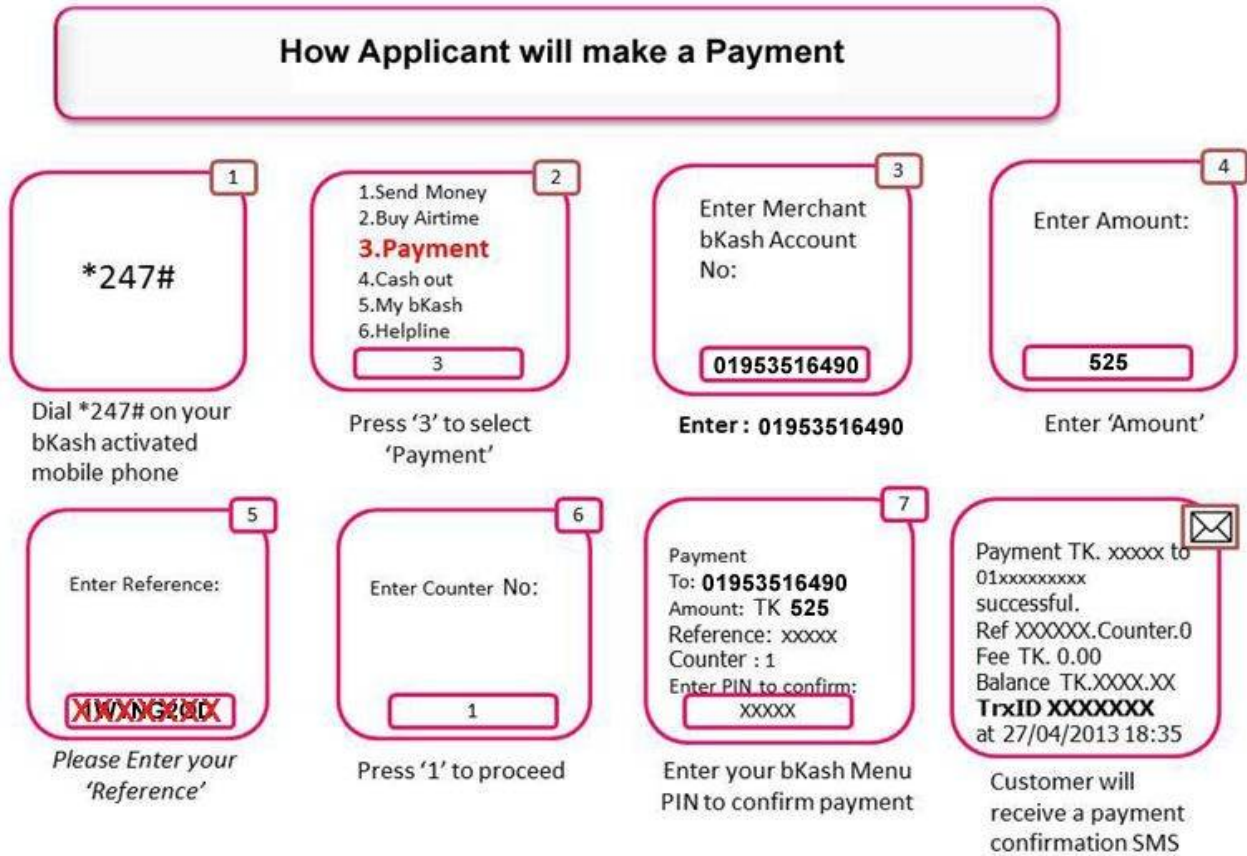 How Applicant will make a Payment
1
*247#
Dial *247# on your
bKash activated
mobile phone
2
1.Send Money
2.Buy Airtime
3.Payment
4.Cash out
5.My bKash
6.Helpline
3
Press ‘3’ to select
‘Payment’
3
Enter Merchant
bKash Account
No:
01953516490
Enter : 01953516490
4
Enter Amount:
525
Enter ‘Amount’
5
Enter Reference:
Please Enter your
‘Reference’
6
Enter Counter No:
1
Press ‘1’ to proceed
7
Payment
To: 01953516490
Amount: TK 525
Reference: xxxxx
Counter : 1
Enter PIN to confirm:
XXXXX
Enter your bKash Menu
PIN to confirm payment
Payment TK. xxxxx to
01xxxxxxxxx
successful.
Ref XXXXXX.Counter.0
Fee TK. 0.00
Balance TK.XXXX.XX
TrxID XXXXXXX
at 27/04/2013 18:35
Customer will
receive a payment
confirmation SMS